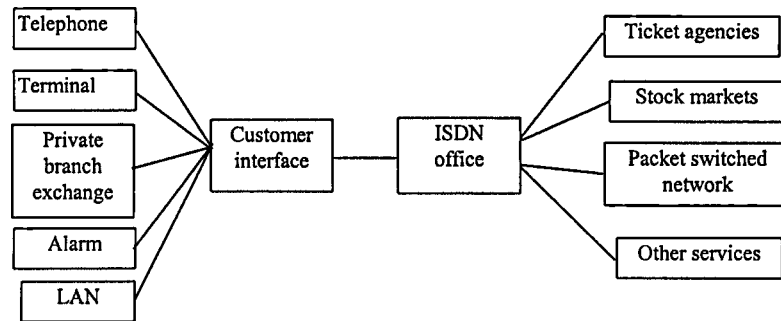 Telephone
Terminal
Private
branch
exchange
Alarm
LAN
Customer
interface
ISDN
office
Ticket agencies
Stock markets
Packet switched
network
Other services